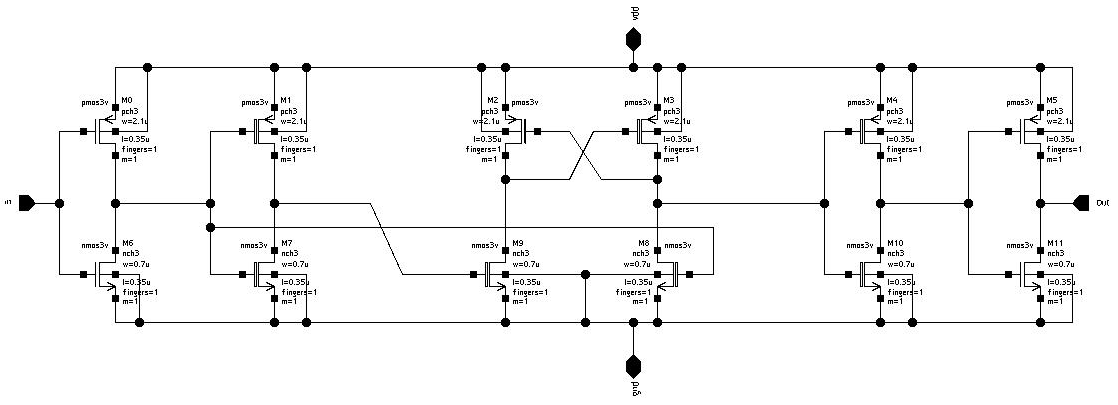 vdd
M0
pmos3v
pch3
w=2.1u
l=0.35u
fingers=1
m=1
M1
pmos3v
pch3
w=2.1u
l=0.35u
fingers=1
m=1
M2
pmos3v
pch3
w=2.1u
l=0.35u
fingers=1
m=1
M3
pmos3v
pch3
w=2.1u
l=0.35u
fingers=1
m=1
M4
pmos3v
pch3
w=2.1u
l=0.35u
fingers=1
m=1
M5
pmos3v
pch3
w=2.1u
l=0.35u
fingers=1
m=1
Out
M6
nmos3v
nch3
w=0.7u
l=0.35u
fingers=1
m=1
M7
nmos3v
nch3
w=0.7u
l=0.35u
fingers=1
m=1
M9
nmos3v
nch3
w=0.7u
l=0.35u
fingers=1
m=1
M8
nmos3v
nch3
w=0.7u
l=0.35u
fingers=1
m=1
M10
nmos3v
nch3
w=0.7u
l=0.35u
fingers=1
m=1
M11
nmos3v
nch3
w=0.7u
l=0.35u
fingers=1
m=1
gnd